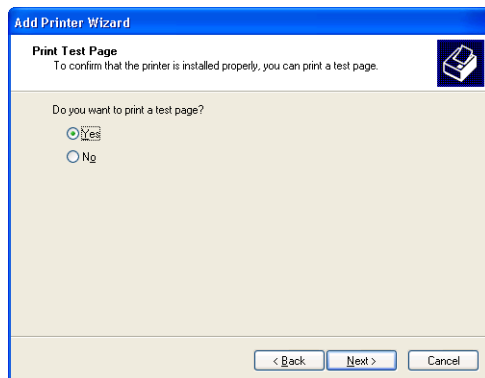 Add Printer Wizard
Print Test Page
To confirm that the printer is installed properly, you can print a test page.
Do you want to print a test page?
Yes
No
< Back
Next >
Cancel